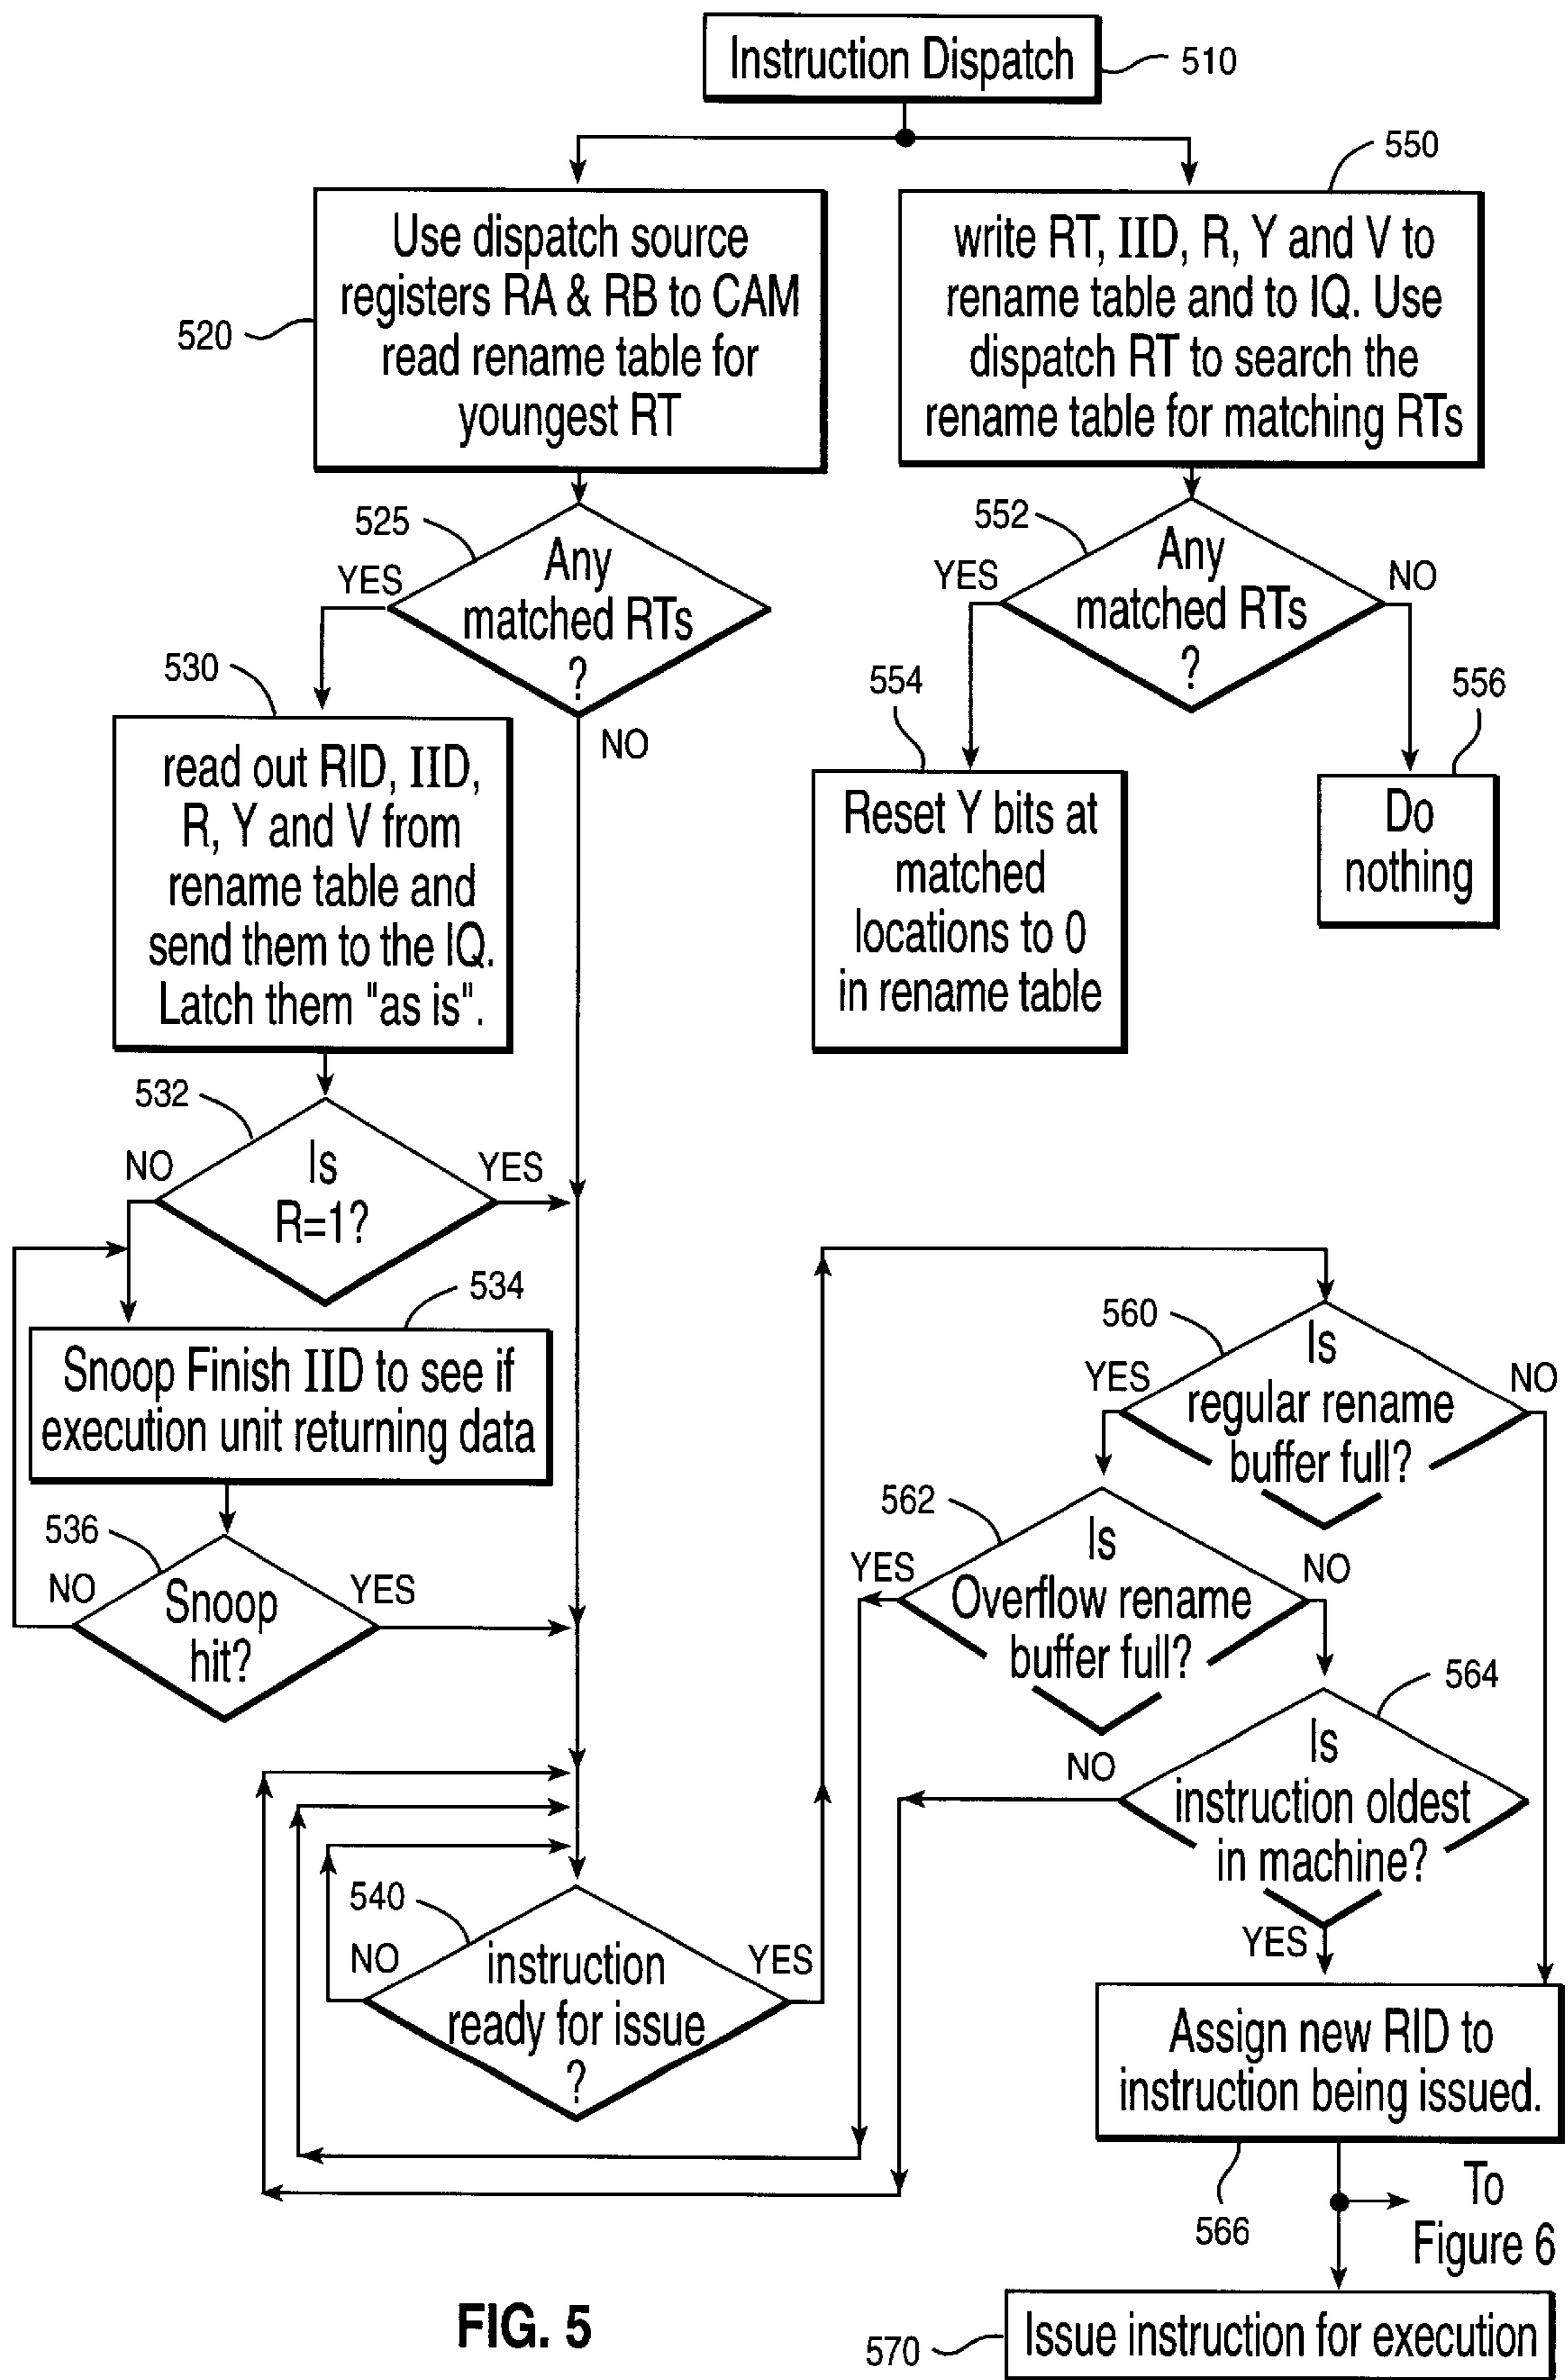 Instruction Dispatch
510
550
520
Use dispatch source
registers RA & RB to CAM
read rename table for
youngest RT
write RT, IID, R, Y and V to
rename table and to IQ. Use
dispatch RT to search the
rename table for matching RTs
525
YES
Any
matched RTs
?
NO
552
YES
Any
matched RTs
?
NO
530
read out RID, IID,
R, Y and V from
rename table and
send them to the IQ.
Latch them "as is".
554
Reset Y bits at
matched
locations to 0
in rename table
556
Do
nothing
532
NO
Is
R=1?
YES
534
Snoop Finish IID to see if
execution unit returning data
536
NO
Snoop
hit?
YES
540
NO
instruction
ready for issue
?
YES
560
YES
Is
regular rename
buffer full?
NO
562
YES
Is
Overflow rename
buffer full?
NO
564
NO
Is
instruction oldest
in machine?
YES
Assign new RID to
instruction being issued.
566
To
Figure 6
570
Issue instruction for execution
FIG. 5